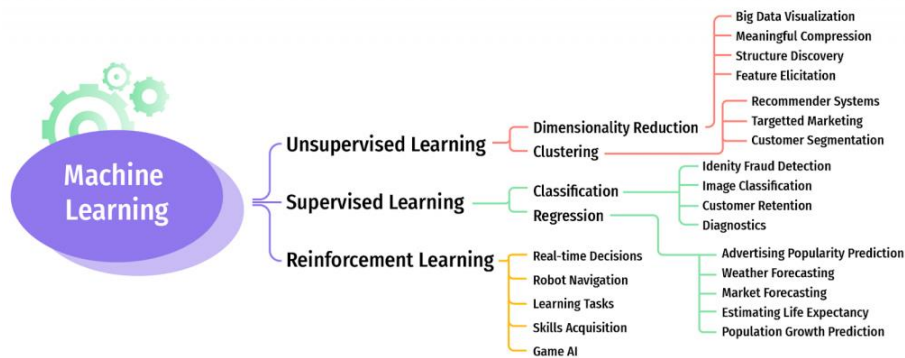 Machine
Learning
Unsupervised Learning
Dimensionality Reduction
Big Data Visualization
Meaningful Compression
Structure Discovery
Feature Elicitation
Clustering
Recommender Systems
Targetted Marketing
Customer Segmentation
Supervised Learning
Classification
Idenity Fraud Detection
Image Classification
Customer Retention
Diagnostics
Regression
Advertising Popularity Prediction
Weather Forecasting
Market Forecasting
Estimating Life Expectancy
Population Growth Prediction
Reinforcement Learning
Real-time Decisions
Robot Navigation
Learning Tasks
Skills Acquisition
Game AI